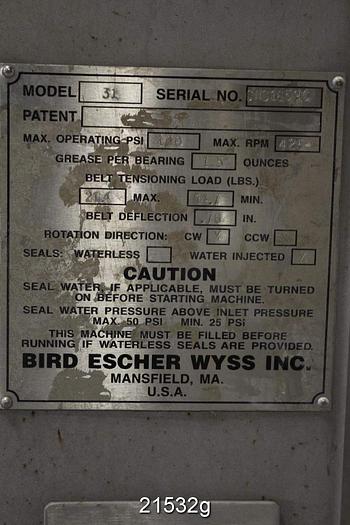 MODEL 31 SERIAL NO.
PATENT
MAX. OPERATING PSI MAX. RPM
GREASE PER BEARING OUNCES
BELT TENSIONING LOAD (LBS.)
MAX. MIN.
BELT DEFLECTION IN.
ROTATION DIRECTION: CW CCW
SEALS: WATERLESS WATER INJECTED
CAUTION
SEAL WATER, IF APPLICABLE, MUST BE TURNED
ON BEFORE STARTING MACHINE.
SEAL WATER PRESSURE ABOVE INLET PRESSURE
MAX. 50 PSI MIN. 25 PSi
THIS MACHINE MUST BE FILLED BEFORE
RUNNING IF WATERLESS SEALS ARE PROVIDED.
BIRD ESCHER WYSS INC.
MANSFIELD, MA.
U.S.A.
21532g